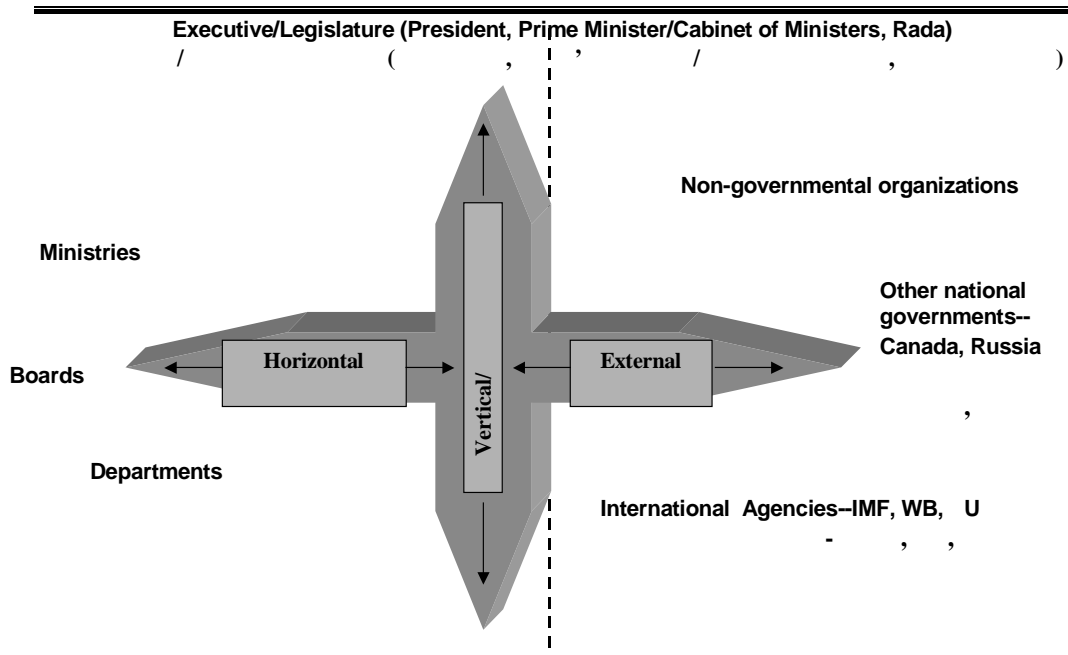 Executive/Legislature (President, Prime Minister/Cabinet of Ministers, Rada)
/ ( , ’ / , )
Non-governmental organizations
Ministries
Other national
governments--
Canada, Russia
,
Horizontal
External
Boards
Vertical/
Departments
International Agencies--IMF, WB, U
- , ,